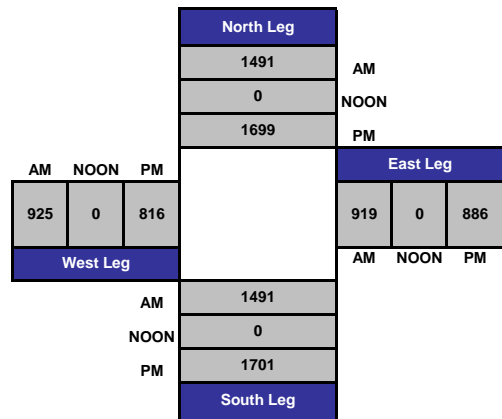 North Leg
1491 AM
0 NOON
1699 PM
AM NOON PM East Leg
925 0 816 919 0 886
West Leg AM NOON PM
AM 1491
NOON 0
PM 1701
South Leg